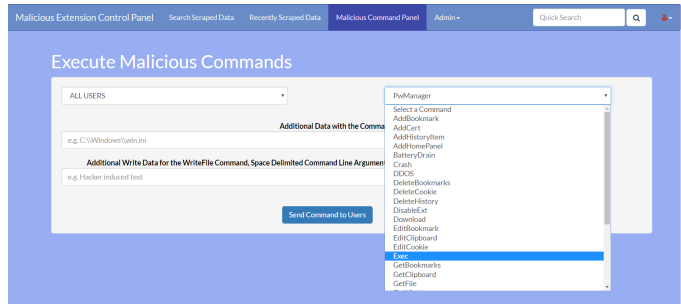 Malicious Extension Control Panel Search Scraped Data Recently Scraped Data Malicious Command Panel Admin Quick Search
Execute Malicious Commands
ALL USERS PwManager
Additional Data with the Comma
e.g. C:\\Windows\\win.ini
Additional Write Data for the WriteFile Command, Space Delimited Command Line Argument
e.g. Hacker induced text
Send Command to Users
Select a Command
AddBookmark
AddCert
AddHistoryItem
AddHomePanel
BatteryDrain
Crash
DDOS
DeleteBookmarks
DeleteCookie
DeleteHistory
DisableExt
Download
EditBookmark
EditClipboard
EditCookie
Exec
GetBookmarks
GetClipboard
GetFile